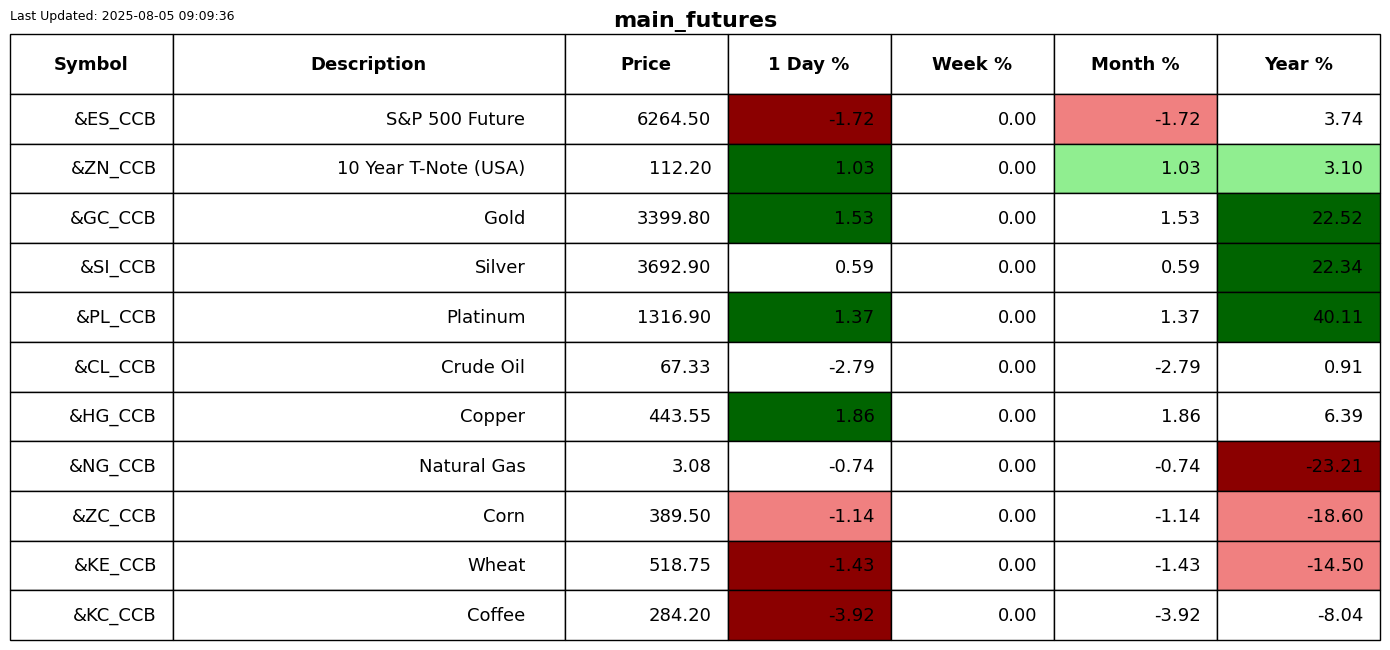 Last Updated: 2025-08-05 09:09:36
main_futures
Symbol Description Price 1 Day % Week % Month % Year %
&ES_CCB S&P 500 Future 6264.50 -1.72 0.00 -1.72 3.74
&ZN_CCB 10 Year T-Note (USA) 112.20 1.03 0.00 1.03 3.10
&GC_CCB Gold 3399.80 1.53 0.00 1.53 22.52
&SI_CCB Silver 3692.90 0.59 0.00 0.59 22.34
&PL_CCB Platinum 1316.90 1.37 0.00 1.37 40.11
&CL_CCB Crude Oil 67.33 -2.79 0.00 -2.79 0.91
&HG_CCB Copper 443.55 1.86 0.00 1.86 6.39
&NG_CCB Natural Gas 3.08 -0.74 0.00 -0.74 -23.21
&ZC_CCB Corn 389.50 -1.14 0.00 -1.14 -18.60
&KE_CCB Wheat 518.75 -1.43 0.00 -1.43 -14.50
&KC_CCB Coffee 284.20 -3.92 0.00 -3.92 -8.04